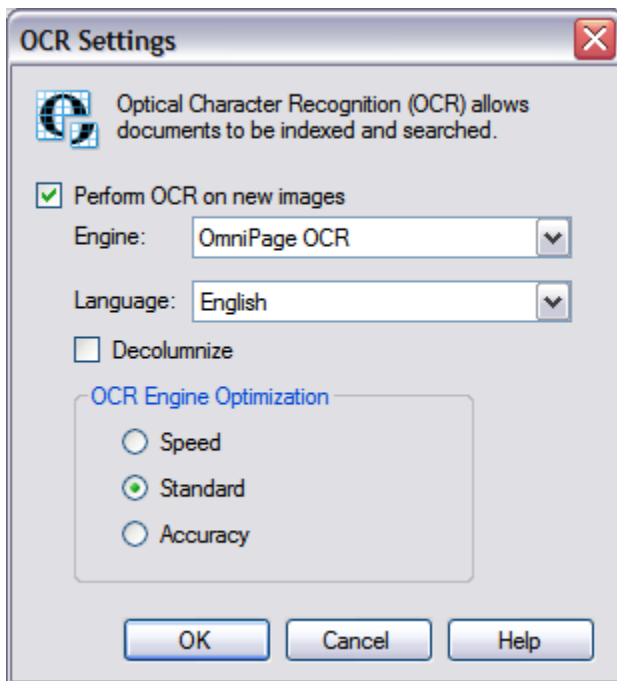 OCR Settings
Optical Character Recognition (OCR) allows
documents to be indexed and searched.
Perform OCR on new images
Engine: OmniPage OCR
Language: English
Decolumnize
OCR Engine Optimization
Speed
Standard
Accuracy
OK Cancel Help